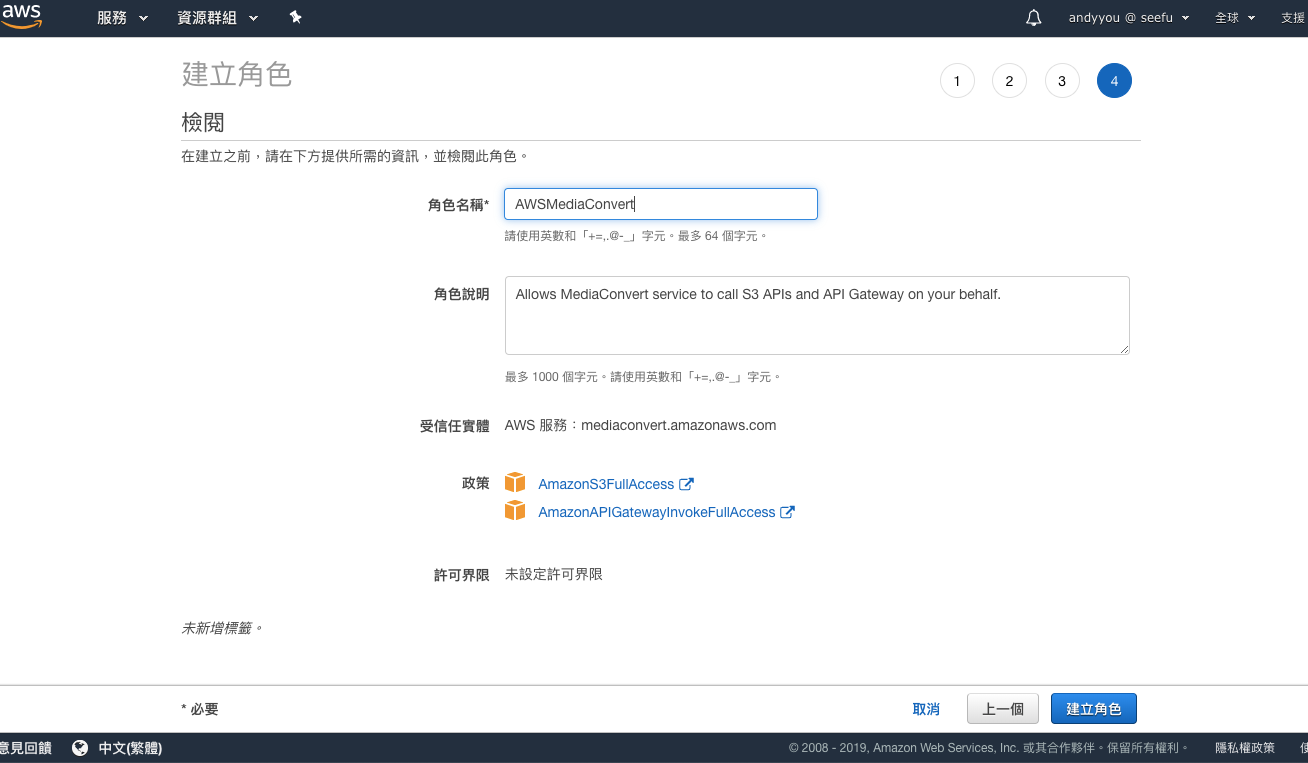 aws 服務 資源群組 andyyou @ seefu 全球 支援
建立角色 1 2 3 4
檢閱
在建立之前，請在下方提供所需的資訊，並檢閱此角色。
角色名稱* AWSMediaConvert
請使用英數和「+=,.@-_」字元。最多 64 個字元。
角色說明 Allows MediaConvert service to call S3 APIs and API Gateway on your behalf.
最多 1000 個字元。請使用英數和「+=,.@-_」字元。
受信任實體 AWS 服務：mediaconvert.amazonaws.com
政策 AmazonS3FullAccess
AmazonAPIGatewayInvokeFullAccess
許可界限 未設定許可界限
未新增標籤。
* 必要 取消 上一個 建立角色
意見回饋 中文(繁體) © 2008 - 2019, Amazon Web Services, Inc. 或其合作夥伴。保留所有權利。 隱私權政策